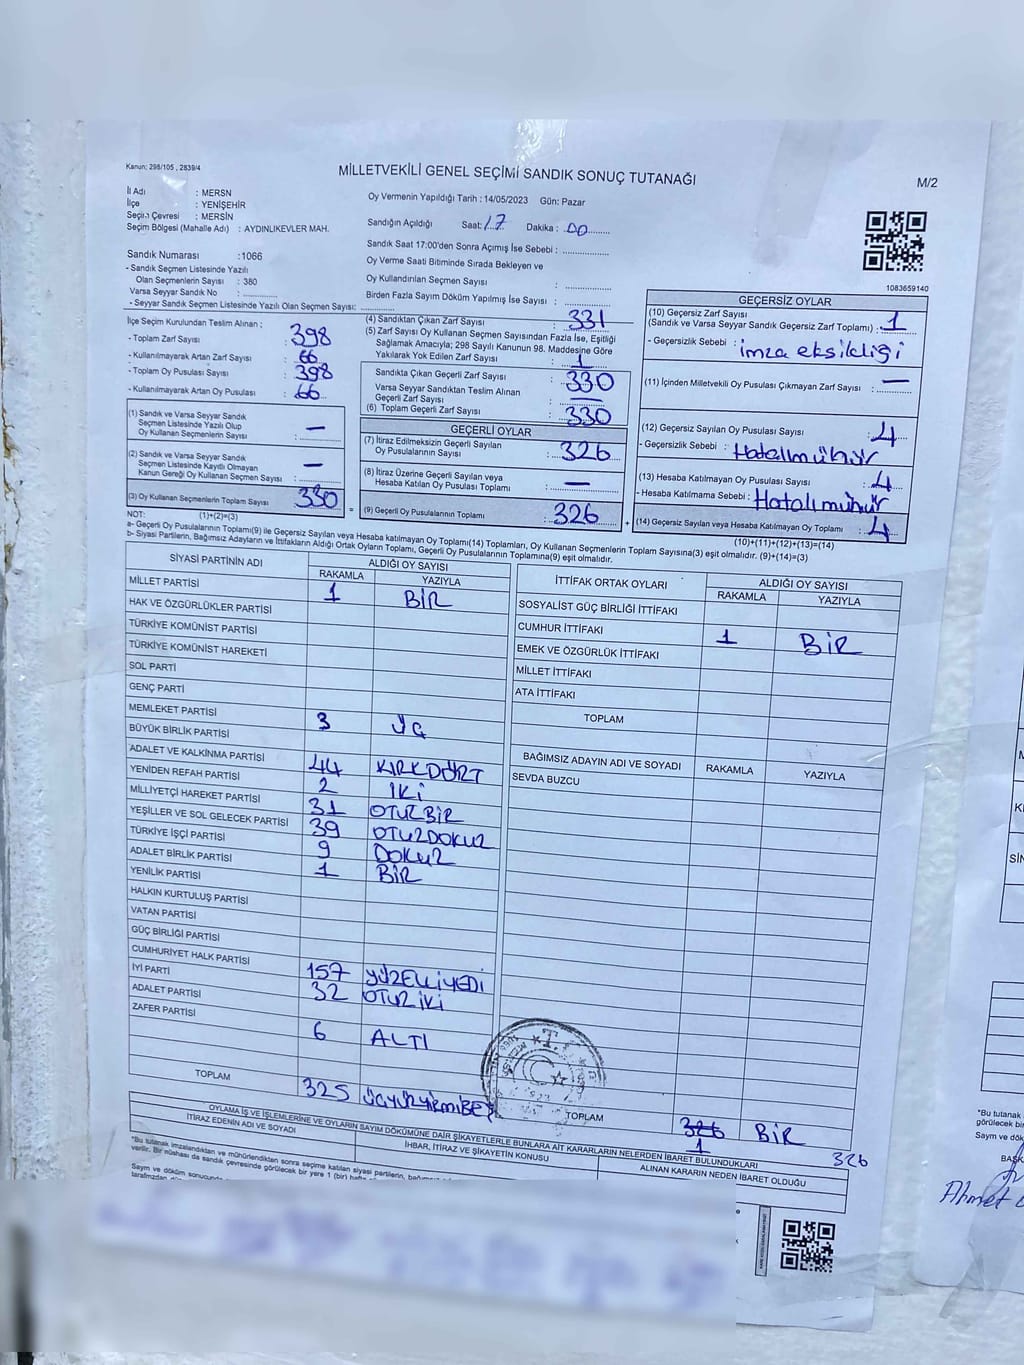 Kanun: 298/105 , 2839/4
MİLLETVEKİLİ GENEL SEÇİMİ SANDIK SONUÇ TUTANAĞI
M/2
İl Adı : MERSN
İlçe : YENİŞEHİR
Seçim Çevresi : MERSİN
Seçim Bölgesi (Mahalle Adı) : AYDINLIKEVLER MAH.
Oy Vermenin Yapıldığı Tarih : 14/05/2023 Gün: Pazar
Sandığın Açıldığı Saat: 17 Dakika : 00
Sandık Saat 17:00'den Sonra Açımış İse Sebebi :
Oy Verme Saati Bitiminde Sırada Bekleyen ve
Oy Kullandırılan Seçmen Sayısı :
Birden Fazla Sayım Döküm Yapılmış İse Sayısı :
1083659140
Sandık Numarası : 1066
- Sandık Seçmen Listesinde Yazılı
Olan Seçmenlerin Sayısı : 380
Varsa Seyyar Sandık No :
- Seyyar Sandık Seçmen Listesinde Yazılı Olan Seçmen Sayısı:
İlçe Seçim Kurulundan Teslim Alınan ;
- Toplam Zarf Sayısı : 398
- Kullanılmayarak Artan Zarf Sayısı : 66
- Toplam Oy Pusulası Sayısı : 398
- Kullanılmayarak Artan Oy Pusulası : 66
(1) Sandık ve Varsa Seyyar Sandık
Seçmen Listesinde Yazılı Olup
Oy Kullanan Seçmenlerin Sayısı : —
(2) Sandık ve Varsa Seyyar Sandık
Seçmen Listesinde Kayıtlı Olmayan
Kanun Gereği Oy Kullanan Seçmen Sayısı : —
(3) Oy Kullanan Seçmenlerin Toplam Sayısı 330
(1)+(2)=(3)
(4) Sandıktan Çıkan Zarf Sayısı : 331
(5) Zarf Sayısı Oy Kullanan Seçmen Sayısından Fazla İse, Eşitliği
Sağlamak Amacıyla; 298 Sayılı Kanunun 98. Maddesine Göre
Yakılarak Yok Edilen Zarf Sayısı : 1
Sandıkta Çıkan Geçerli Zarf Sayısı : 330
Varsa Seyyar Sandıktan Teslim Alınan
Geçerli Zarf Sayısı : —
(6) Toplam Geçerli Zarf Sayısı : 330
GEÇERLİ OYLAR
(7) İtiraz Edilmeksizin Geçerli Sayılan
Oy Pusulalarının Sayısı : 326
(8) İtiraz Üzerine Geçerli Sayılan veya
Hesaba Katılan Oy Pusulası Toplamı : —
= (9) Geçerli Oy Pusulalarının Toplamı : 326 +
GEÇERSİZ OYLAR
(10) Geçersiz Zarf Sayısı
(Sandık ve Varsa Seyyar Sandık Geçersiz Zarf Toplamı) : 1
- Geçersizlik Sebebi : imza eksikliği
(11) İçinden Milletvekili Oy Pusulası Çıkmayan Zarf Sayısı : —
(12) Geçersiz Sayılan Oy Pusulası Sayısı : 4
- Geçersizlik Sebebi : Hatalımühür
(13) Hesaba Katılmayan Oy Pusulası Sayısı : 4
- Hesaba Katılmama Sebebi : Hatalımühür
(14) Geçersiz Sayılan veya Hesaba Katılmayan Oy Toplamı : 4
(10)+(11)+(12)+(13)=(14)
NOT:
a- Geçerli Oy Pusulalarının Toplamı(9) ile Geçersiz Sayılan veya Hesaba Katılmayan Oy Toplamı(14) Toplamları, Oy Kullanan Seçmenlerin Toplam Sayısına(3) eşit olmalıdır. (9)+(14)=(3)
b- Siyasi Partilerin, Bağımsız Adayların ve İttifakların Aldığı Ortak Oyların Toplamı, Geçerli Oy Pusulalarının Toplamına(9) eşit olmalıdır.
SİYASİ PARTİNİN ADI ALDIĞI OY SAYISI
RAKAMLA YAZIYLA
MİLLET PARTİSİ 1 BİR
HAK VE ÖZGÜRLÜKLER PARTİSİ
TÜRKİYE KOMÜNİST PARTİSİ
TÜRKİYE KOMÜNİST HAREKETİ
SOL PARTİ
GENÇ PARTİ
MEMLEKET PARTİSİ 3 ÜÇ
BÜYÜK BİRLİK PARTİSİ
ADALET VE KALKINMA PARTİSİ 44 KIRKDÖRT
YENİDEN REFAH PARTİSİ 2 İKİ
MİLLİYETÇİ HAREKET PARTİSİ 31 OTUZBİR
YEŞİLLER VE SOL GELECEK PARTİSİ 39 OTUZDOKUZ
TÜRKİYE İŞÇİ PARTİSİ 9 DOKUZ
ADALET BİRLİK PARTİSİ 1 BİR
YENİLİK PARTİSİ
HALKIN KURTULUŞ PARTİSİ
VATAN PARTİSİ
GÜÇ BİRLİĞİ PARTİSİ
CUMHURİYET HALK PARTİSİ 157 YÜZELLİYEDİ
İYİ PARTİ 32 OTUZİKİ
ADALET PARTİSİ
ZAFER PARTİSİ 6 ALTI
TOPLAM 325 ÜÇYÜZYİRMİBEŞ
İTTİFAK ORTAK OYLARI ALDIĞI OY SAYISI
RAKAMLA YAZIYLA
SOSYALİST GÜÇ BİRLİĞİ İTTİFAKI
CUMHUR İTTİFAKI 1 BİR
EMEK VE ÖZGÜRLÜK İTTİFAKI
MİLLET İTTİFAKI
ATA İTTİFAKI
TOPLAM
BAĞIMSIZ ADAYIN ADI VE SOYADI RAKAMLA YAZIYLA
SEVDA BUZCU
TOPLAM 326 BİR
1 326
OYLAMA İŞ VE İŞLEMLERİNE VE OYLARIN SAYIM DÖKÜMÜNE DAİR ŞİKAYETLERLE BUNLARA AİT KARARLARIN NELERDEN İBARET BULUNDUKLARI
İTİRAZ EDENİN ADI VE SOYADI İHBAR, İTİRAZ VE ŞİKAYETİN KONUSU ALINAN KARARIN NEDEN İBARET OLDUĞU
"Bu tutanak imzalandıktan ve mühürlendikten sonra seçime katılan siyasi partilerin,
verilir. Bir nüshası da sandık çevresinde görülecek bir yere 1 (bir) hafta
Sayım ve döküm sonucunda
"Bu tutanak
görülecek bir
Sayım ve dök
BAŞK
Ahmet